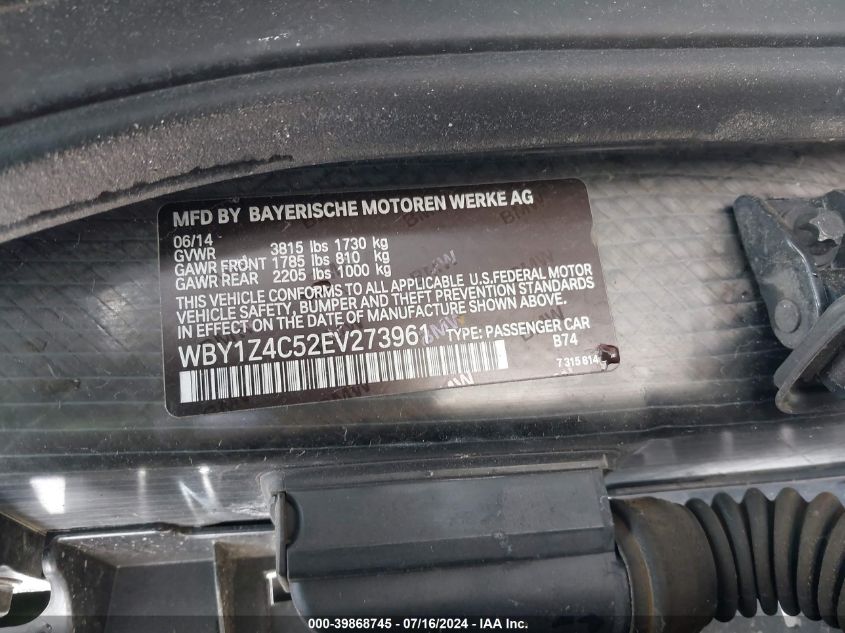 MFD BY BAYERISCHE MOTOREN WERKE AG
06/14
GVWR 3815 lbs 1730 kg
GAWR FRONT 1785 lbs 810 kg
GAWR REAR 2205 lbs 1000 kg
THIS VEHICLE CONFORMS TO ALL APPLICABLE U.S.FEDERAL MOTOR
VEHICLE SAFETY, BUMPER AND THEFT PREVENTION STANDARDS
IN EFFECT ON THE DATE OF MANUFACTURE SHOWN ABOVE.
WBY1Z4C52EV273961 TYPE: PASSENGER CAR
B74
7 315 814
000-39868745 - 07/16/2024 - IAA Inc.